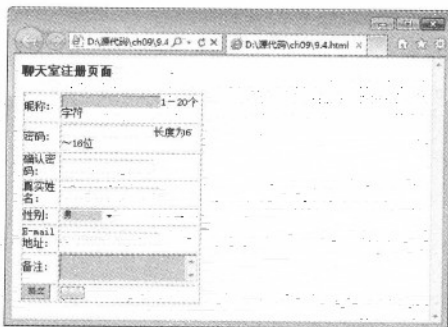 D:\源代码\ch09\9.4
D:\源代码\ch09\9.4.html
聊天室注册页面
昵称:
1-20个
字符
密码:
长度为6
～16位
确认密
码:
真实姓
名:
性别:
男
E-mail
地址:
备注: